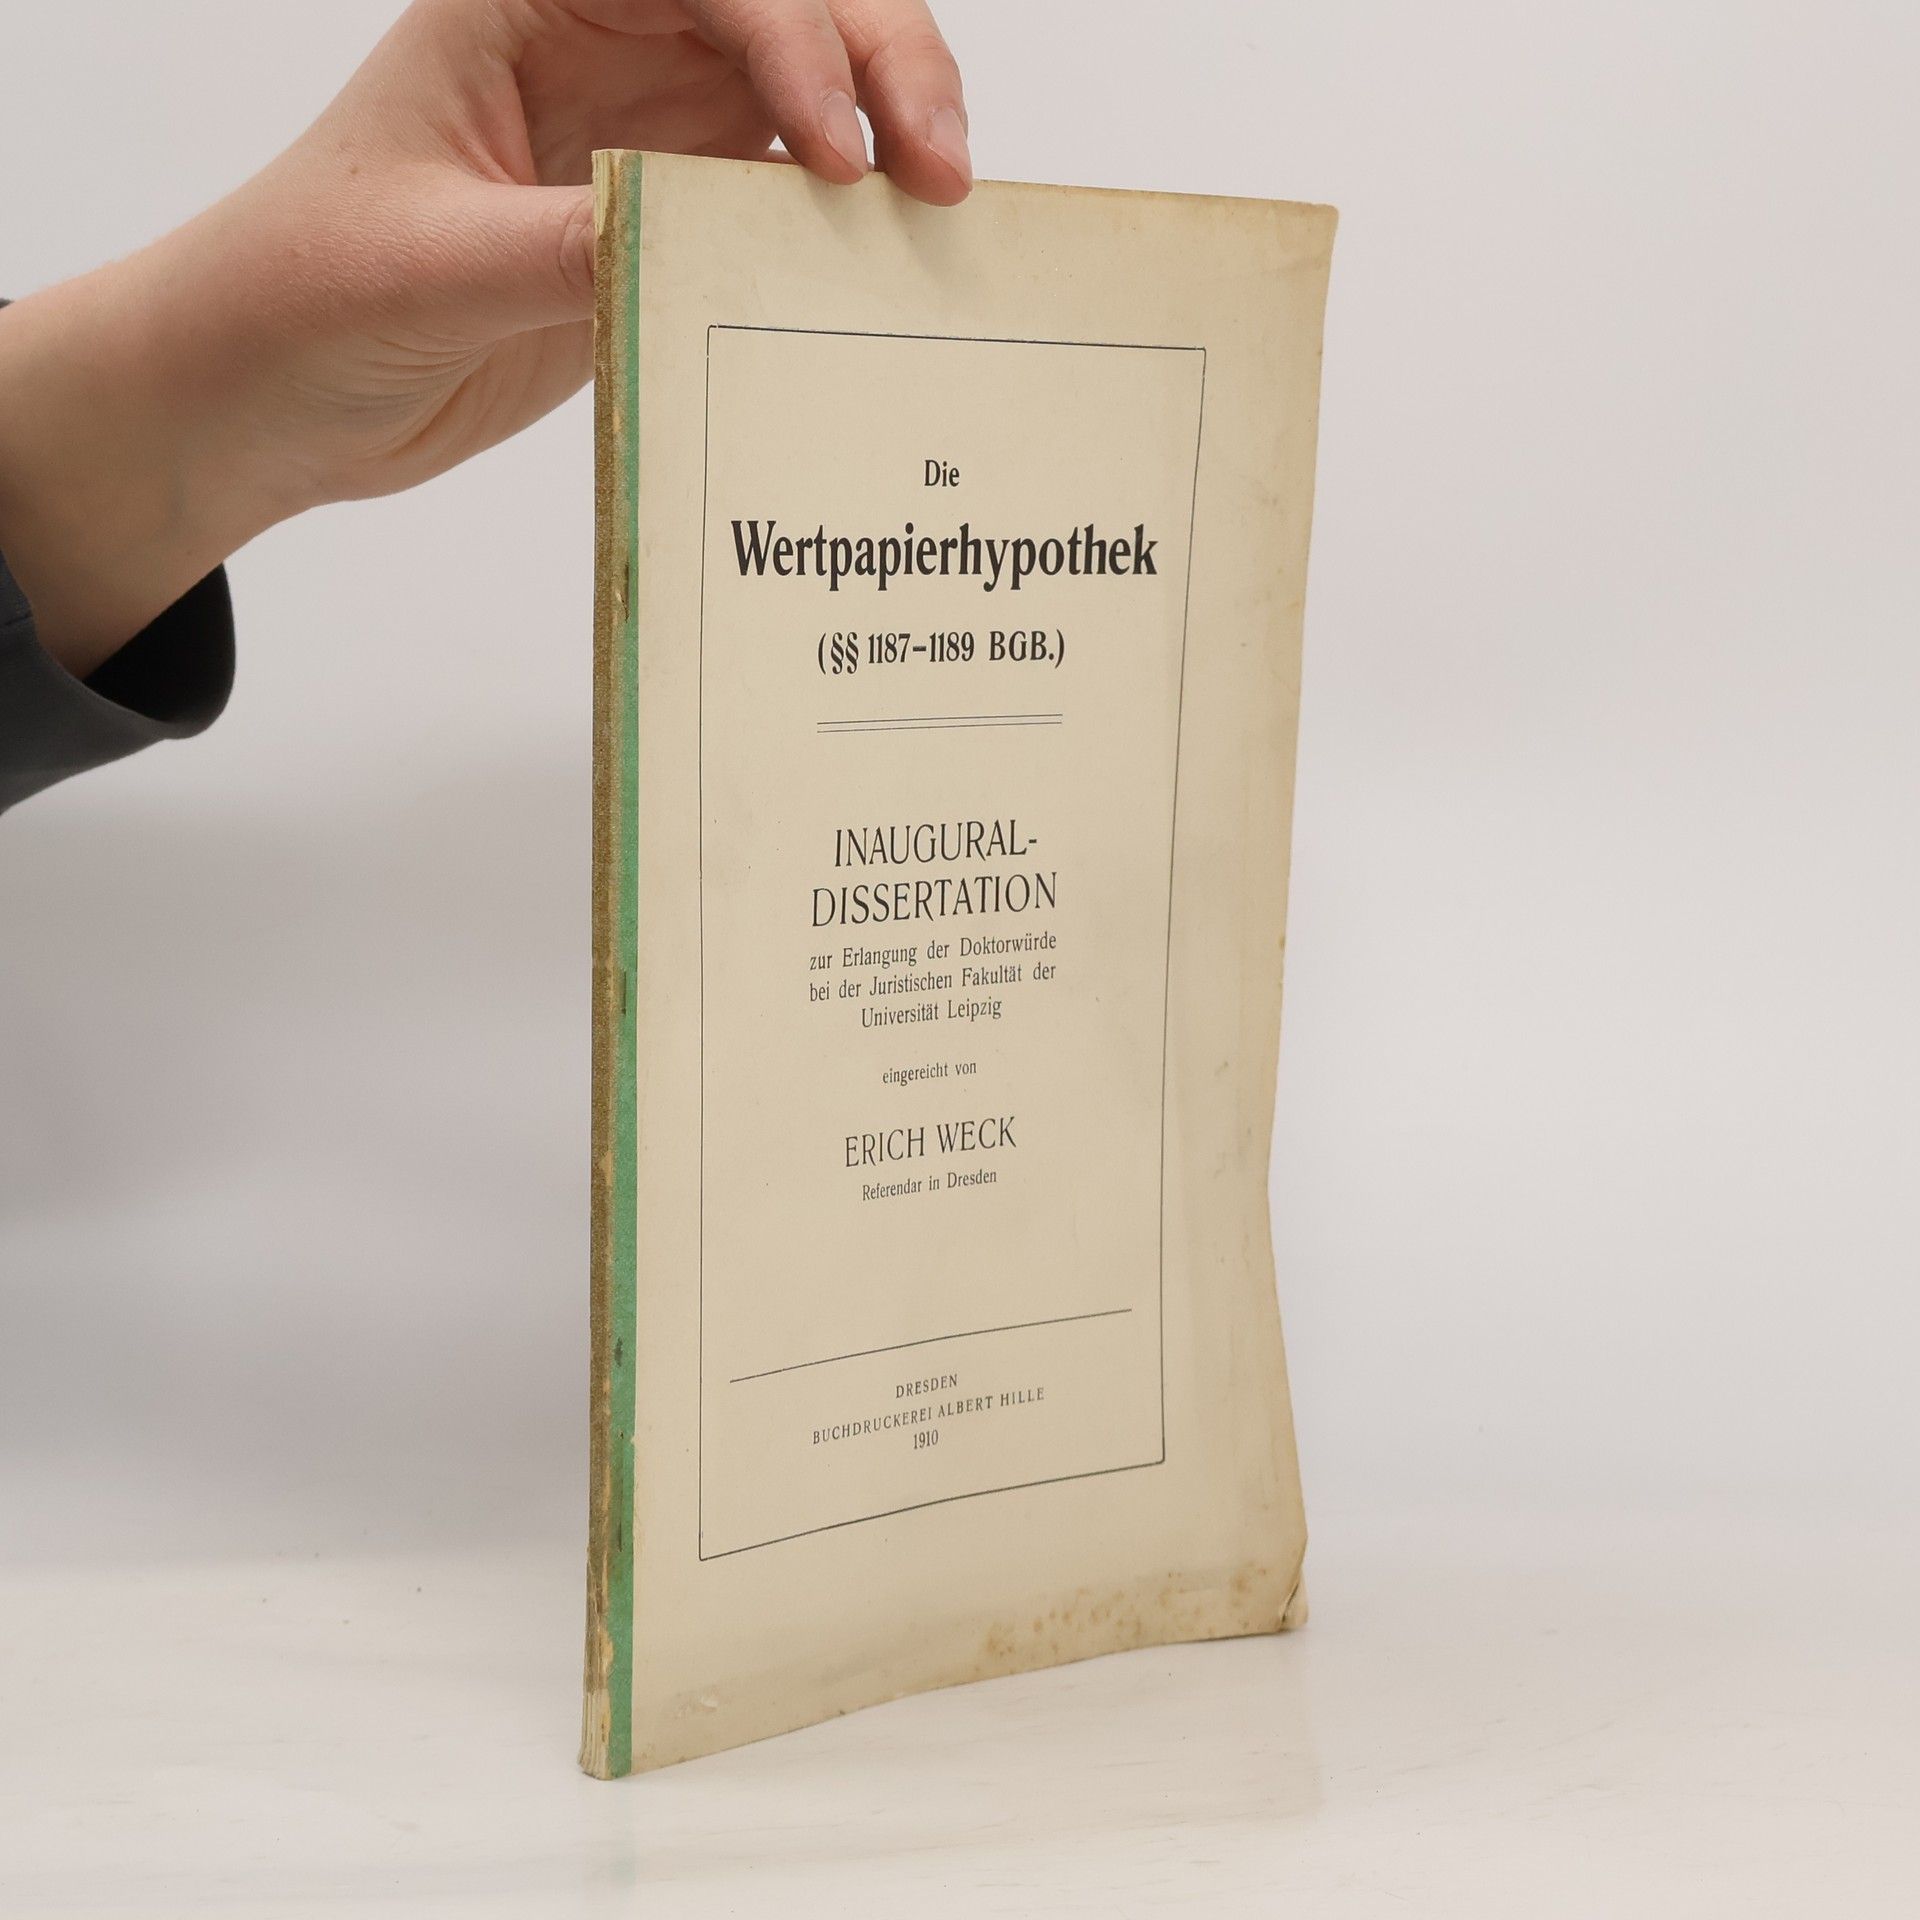 Die
Wertpapierhypothek
(§§ 1187–1189 BGB.)
INAUGURAL-
DISSERTATION
zur Erlangung der Doktorwürde
bei der Juristischen Fakultät der
Universität Leipzig
eingereicht von
ERICH WECK
Referendar in Dresden
DRESDEN
BUCHDRUCKEREI ALBERT HILLE
1910